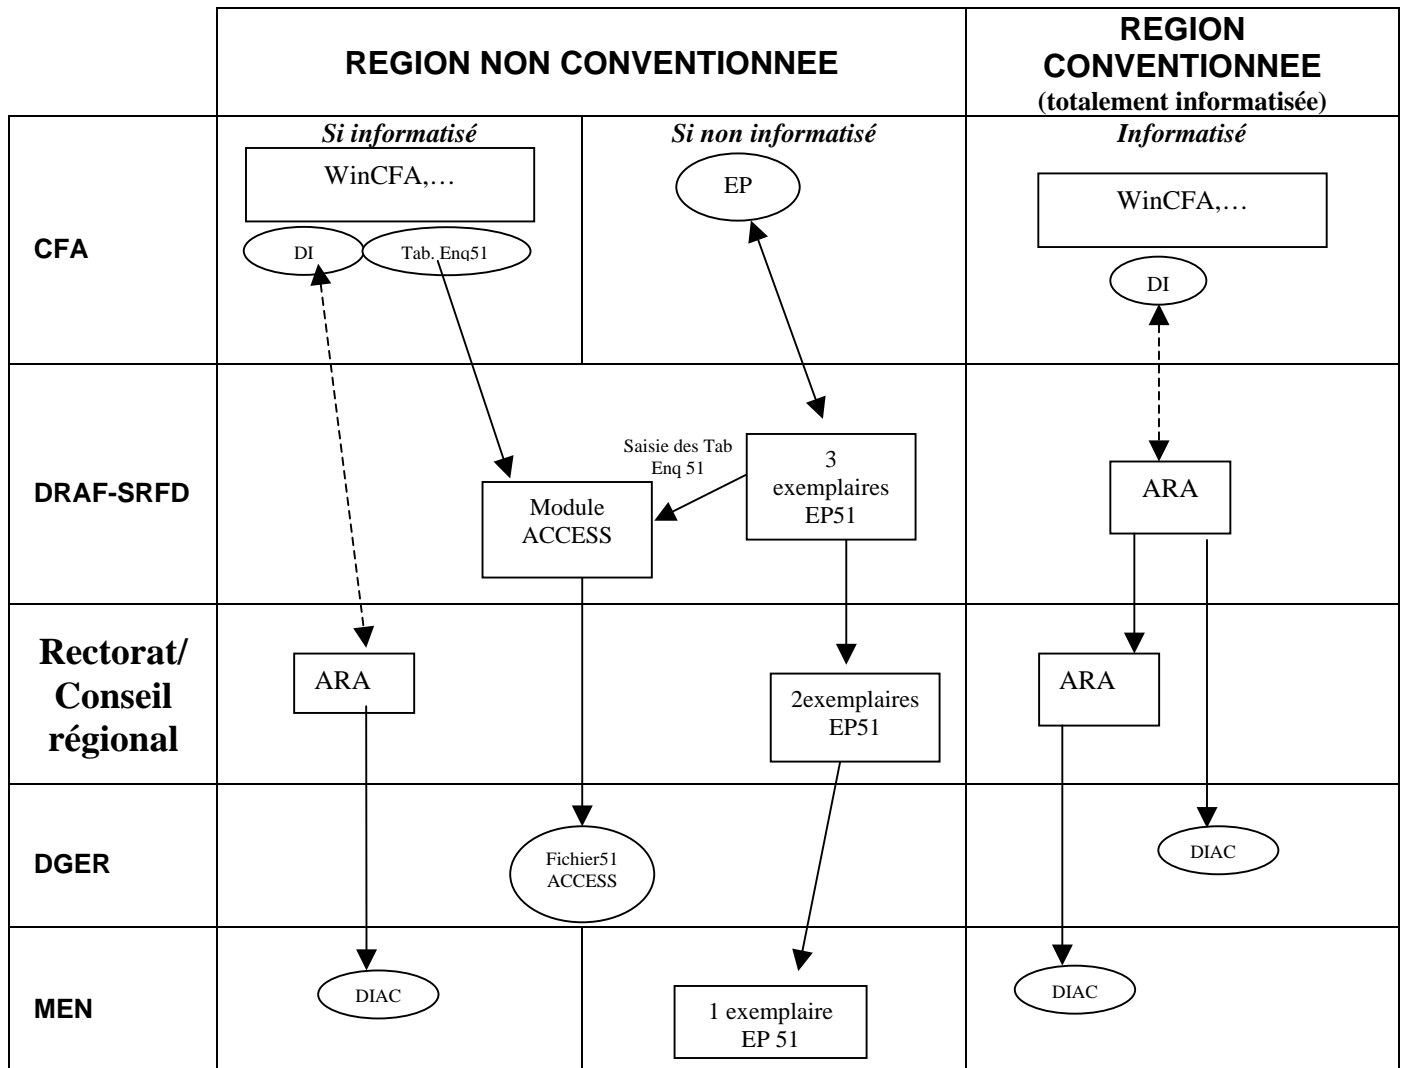 REGION NON CONVENTIONNEE
REGION
CONVENTIONNEE
(totalement informatisée)
CFA
Si informatisé
WinCFA,…
DI
Tab. Enq51
Si non informatisé
EP
Informatisé
WinCFA,…
DI
DRAF-SRFD
Module
ACCESS
Saisie des Tab
Enq 51
3
exemplaires
EP51
ARA
Rectorat/
Conseil
régional
ARA
2exemplaires
EP51
ARA
DGER
Fichier51
ACCESS
DIAC
MEN
DIAC
1 exemplaire
EP 51
DIAC